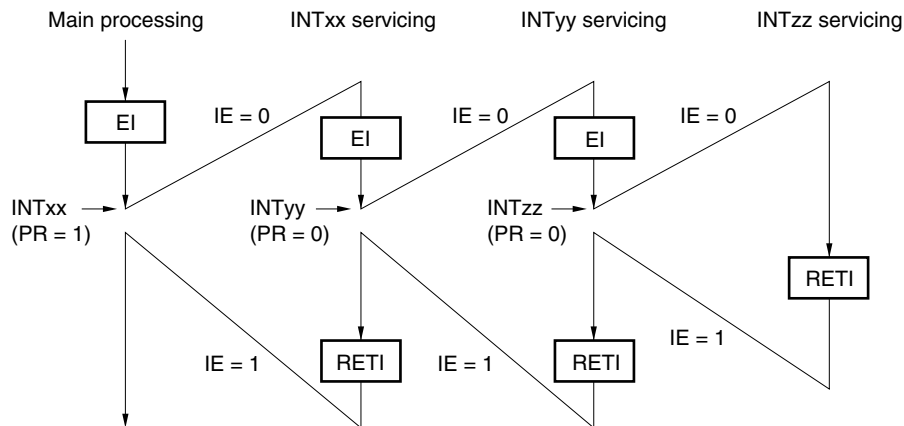 Main processing INTxx servicing INTyy servicing INTzz servicing
EI IE = 0 EI IE = 0 EI IE = 0
INTxx INTyy INTzz
(PR = 1) (PR = 0) (PR = 0)
RETI
IE = 1 RETI IE = 1 RETI IE = 1